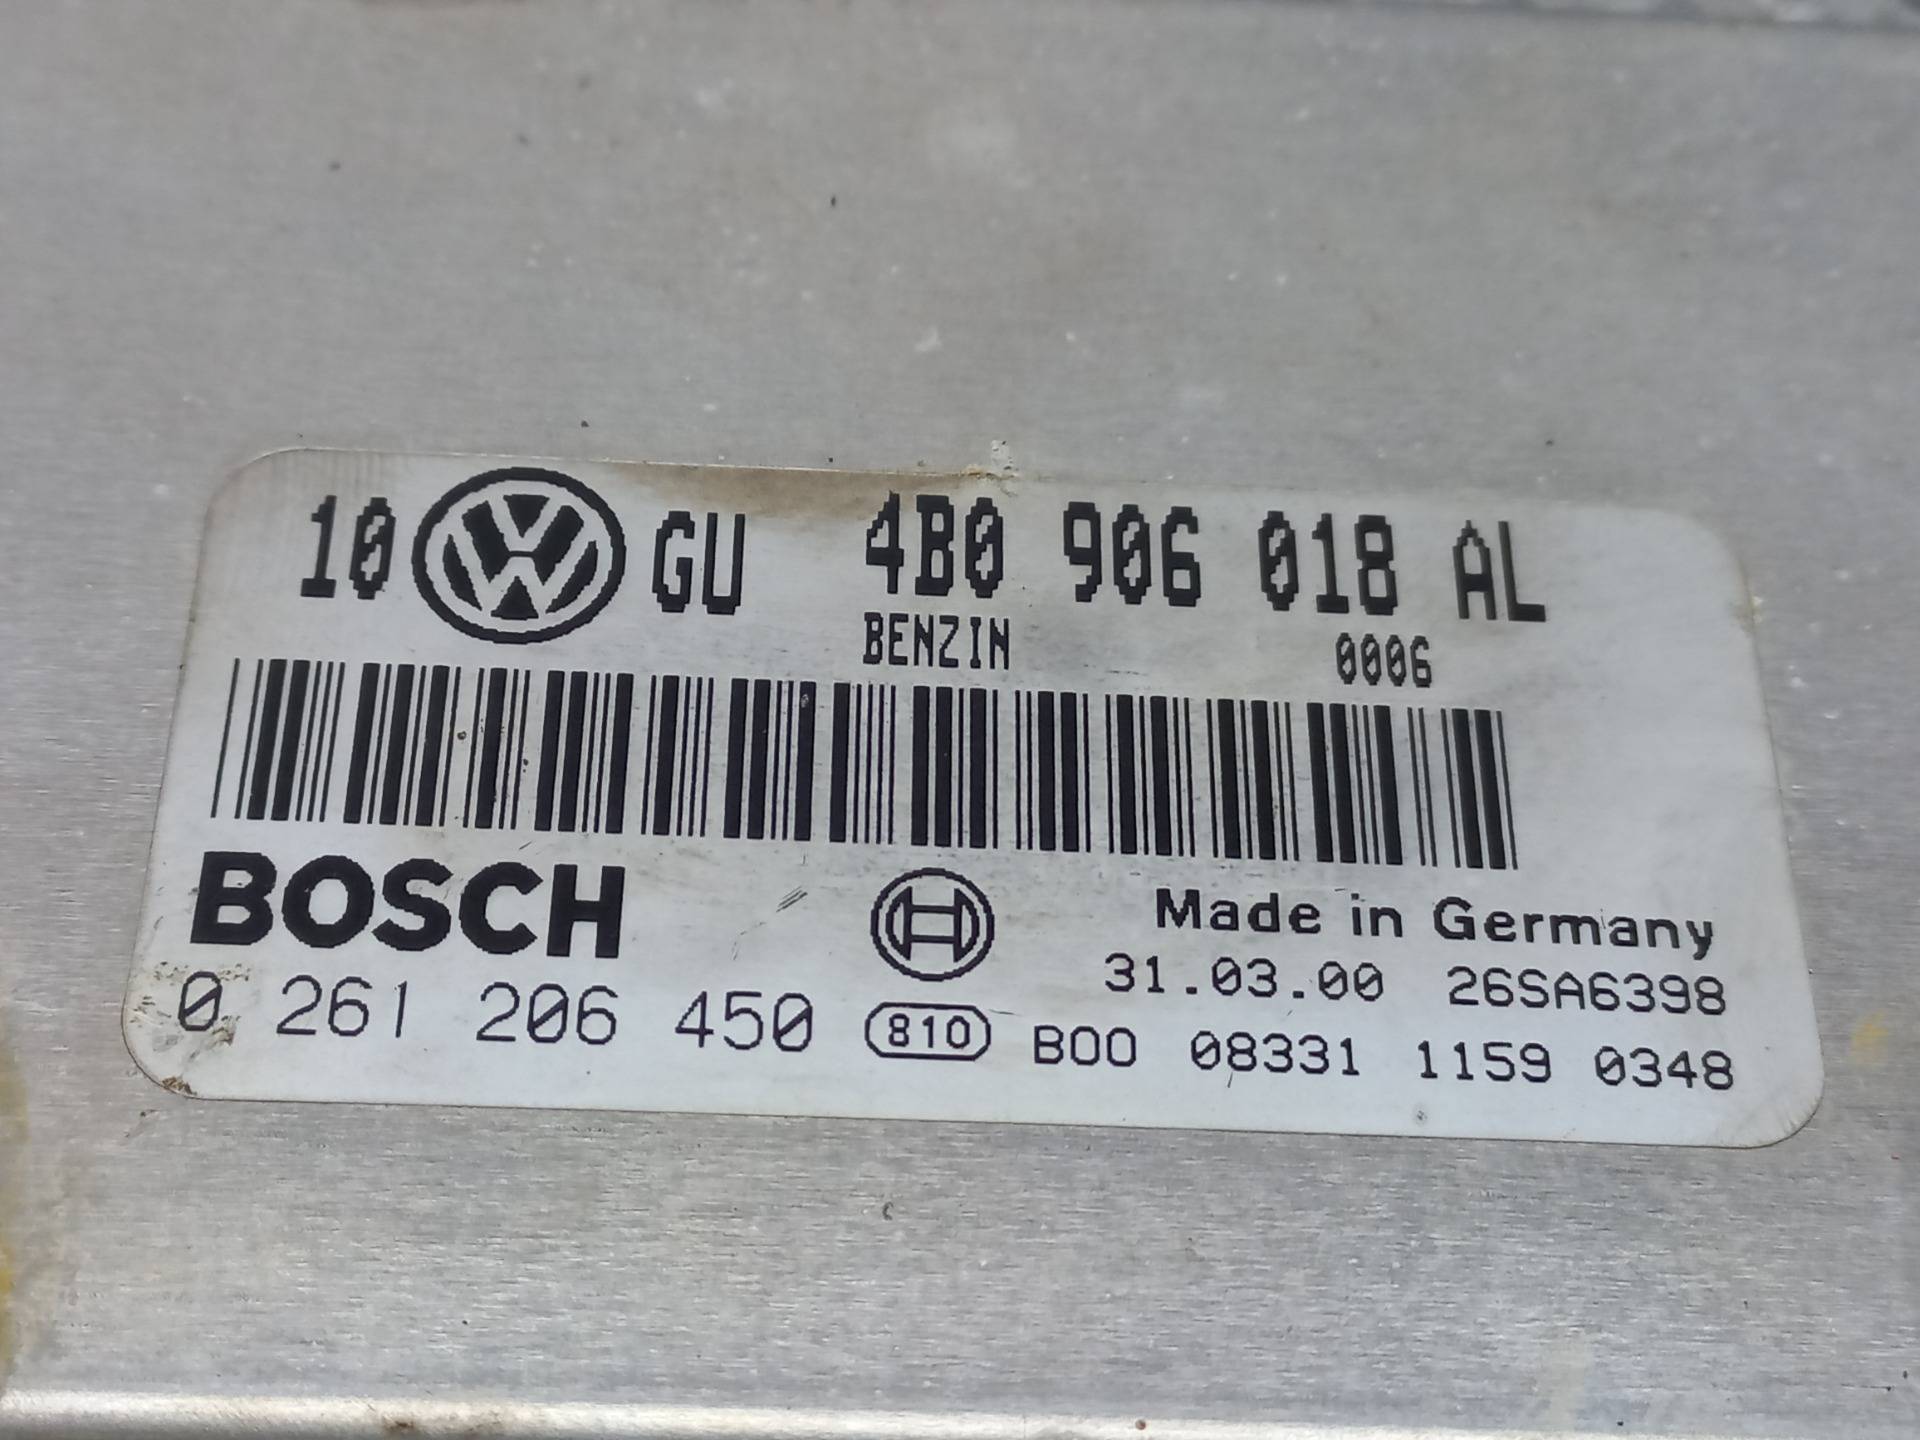 10 VW GU 4B0 906 018 AL
BENZIN 0006
BOSCH
Made in Germany
31.03.00 26SA6398
0 261 206 450 810 B00 08331 1159 0348